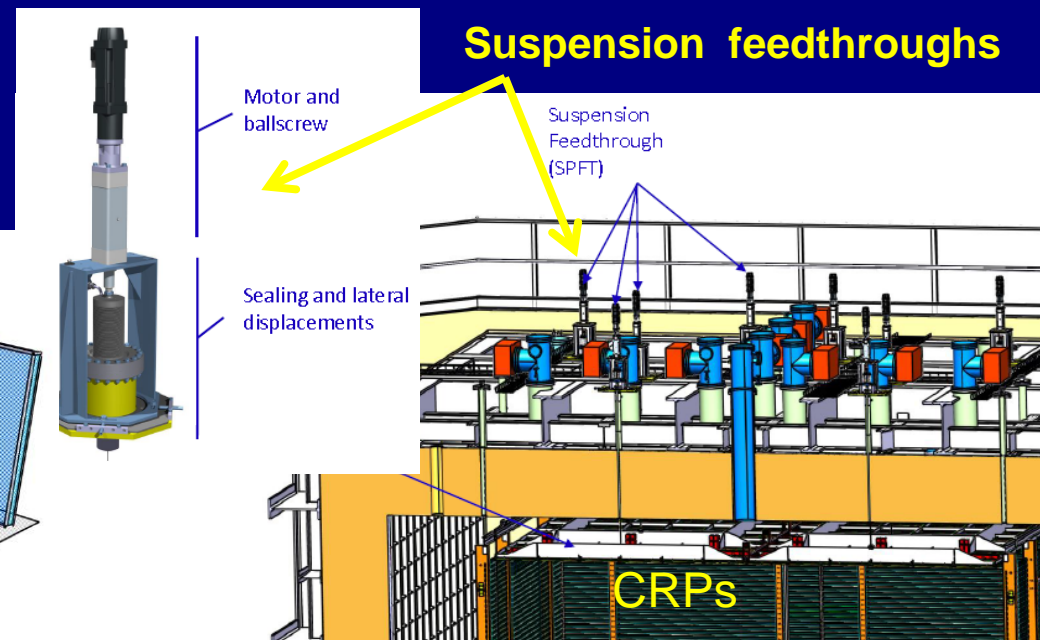 Suspension feedthroughs
Motor and
ballscrew
Suspension
Feedthrough
(SPFT)
Sealing and lateral
displacements
CRPs